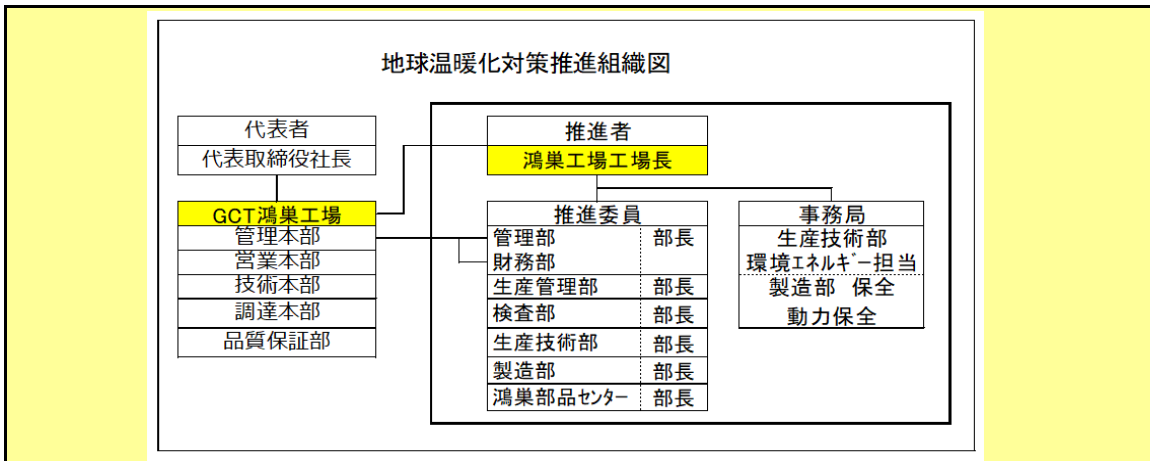 地球温暖化対策推進組織図
代表者
代表取締役社長
GCT鴻巣工場
管理本部
営業本部
技術本部
調達本部
品質保証部
推進者
鴻巣工場工場長
推進委員
管理部 部長
財務部
生産管理部 部長
検査部 部長
生産技術部 部長
製造部 部長
鴻巣部品ｾﾝﾀｰ 部長
事務局
生産技術部
環境ｴﾈﾙｷﾞｰ担当
製造部 保全
動力保全